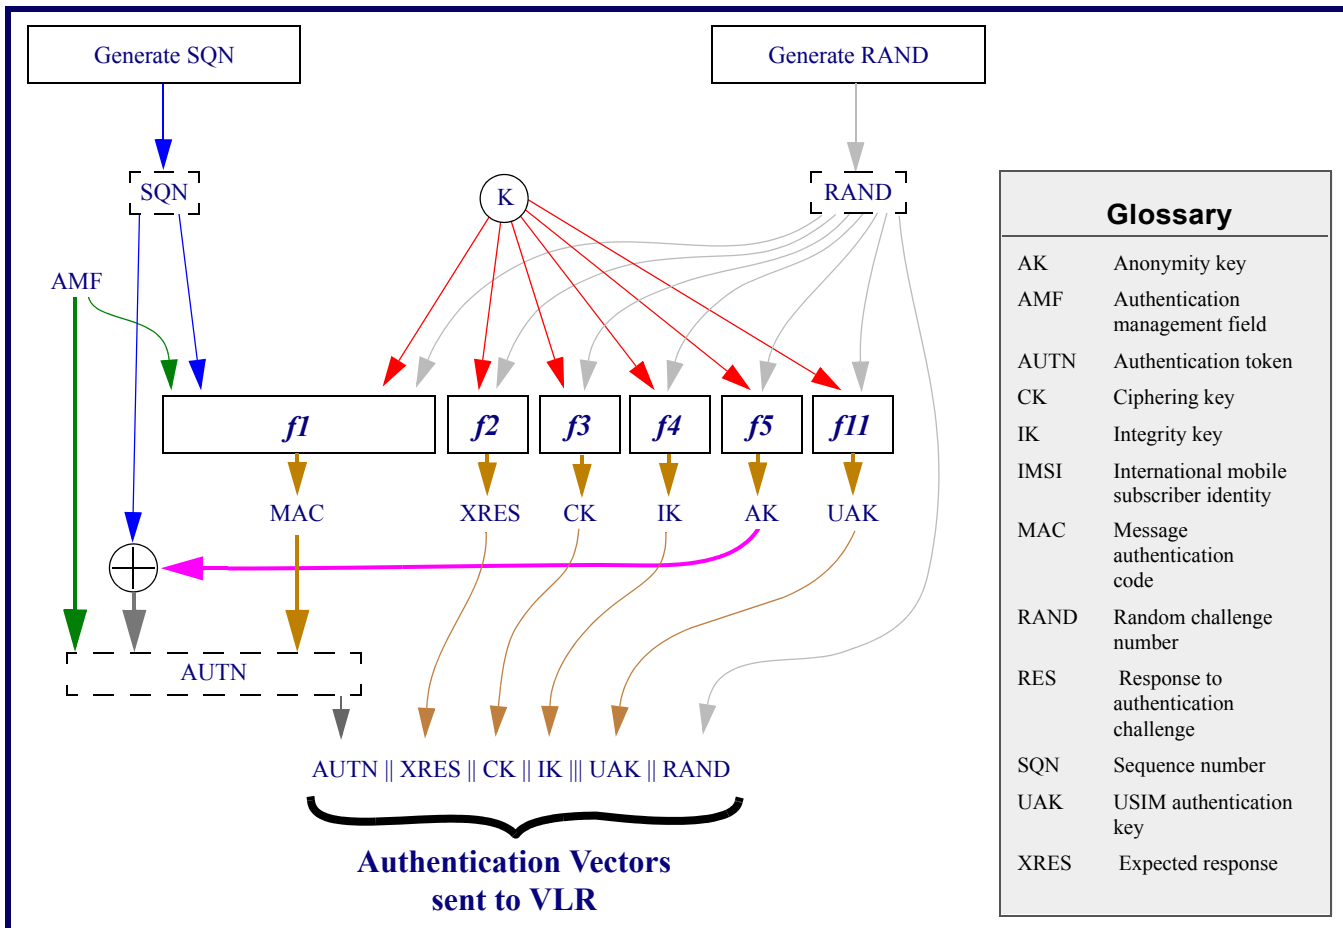 Generate SQN
Generate RAND
SQN
K
RAND
AMF
f1
f2
f3
f4
f5
f11
MAC
XRES
CK
IK
AK
UAK
AUTN
AUTN || XRES || CK || IK ||| UAK || RAND
Authentication Vectors
sent to VLR
Glossary
AK Anonymity key
AMF Authentication
management field
AUTN Authentication token
CK Ciphering key
IK Integrity key
IMSI International mobile
subscriber identity
MAC Message
authentication
code
RAND Random challenge
number
RES Response to
authentication
challenge
SQN Sequence number
UAK USIM authentication
key
XRES Expected response